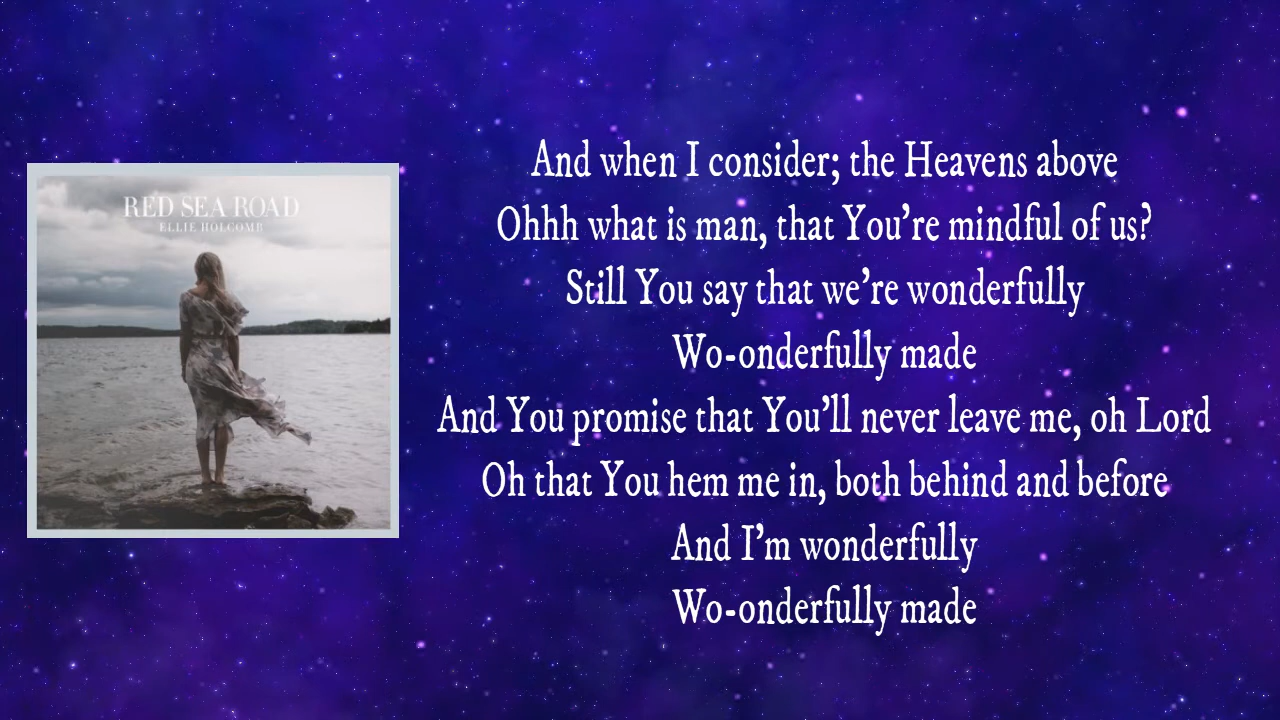 RED SEA ROAD
ELLIE HOLCOMB
And when I consider; the Heavens above
Ohhh what is man, that You're mindful of us?
Still You say that we're wonderfully
Wo-onderfully made
And You promise that You'll never leave me, oh Lord
Oh that You hem me in, both behind and before
And I'm wonderfully
Wo-onderfully made